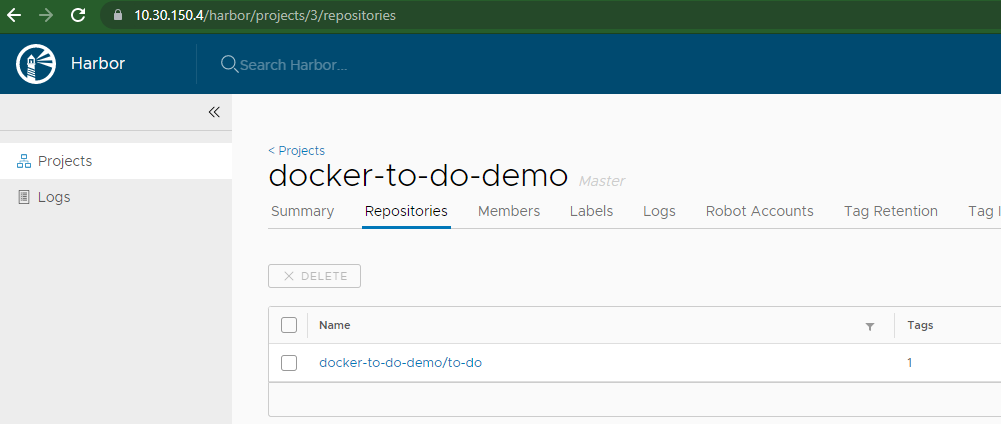 10.30.150.4/harbor/projects/3/repositories
Harbor
Search Harbor...
Projects
Logs
< Projects
docker-to-do-demo Master
Summary Repositories Members Labels Logs Robot Accounts Tag Retention Tag
DELETE
Name Tags
docker-to-do-demo/to-do 1